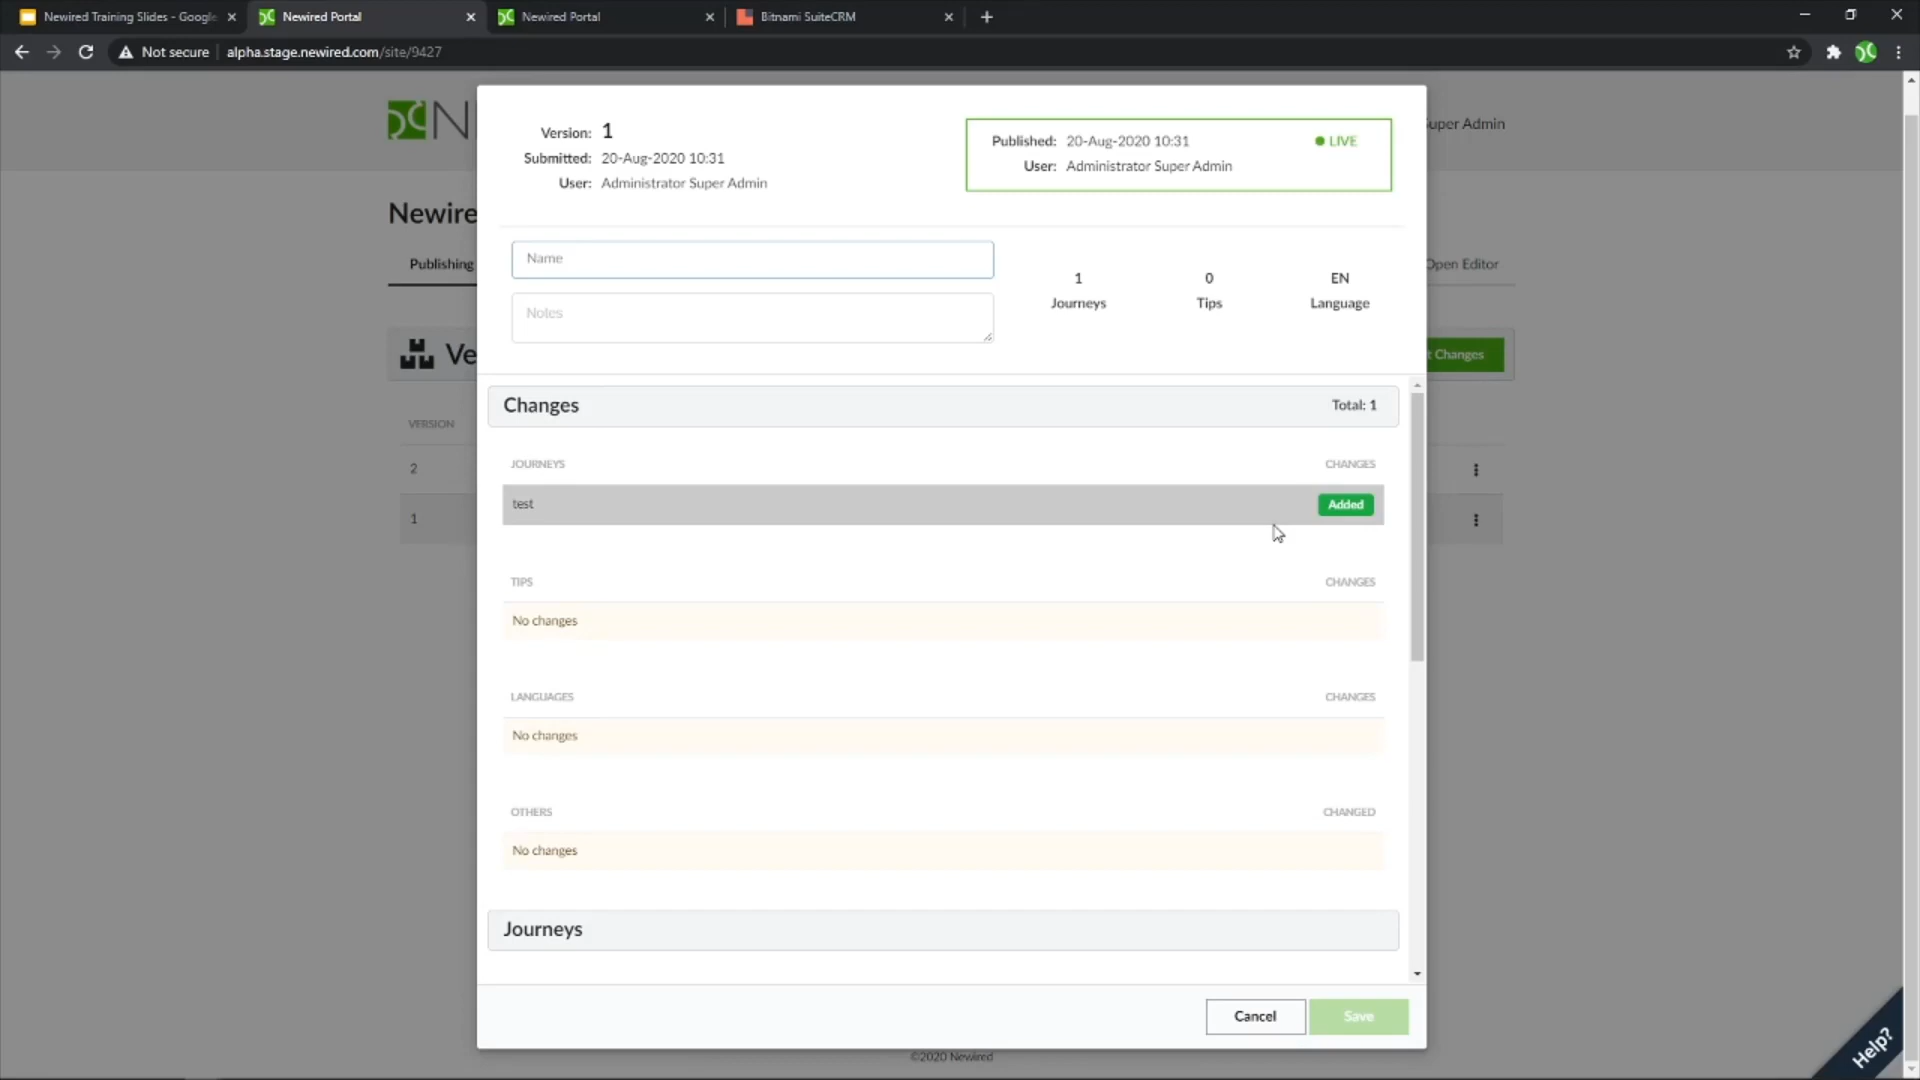 Newired Training Slides - Google
Newired Portal
Newired Portal
Bitnami SuiteCRM
Not secure
alpha.stage.newired.com/site/9427
Super Admin
Newire
Publishing
Open Editor
Ve
t Changes
VERSION
2
1
Version: 1
Submitted: 20-Aug-2020 10:31
User: Administrator Super Admin
Published: 20-Aug-2020 10:31
LIVE
User: Administrator Super Admin
Name
Notes
1
Journeys
0
Tips
EN
Language
Changes
Total: 1
JOURNEYS
CHANGES
test
Added
TIPS
CHANGES
No changes
LANGUAGES
CHANGES
No changes
OTHERS
CHANGED
No changes
Journeys
Cancel
Save
©2020 Newired
Help?